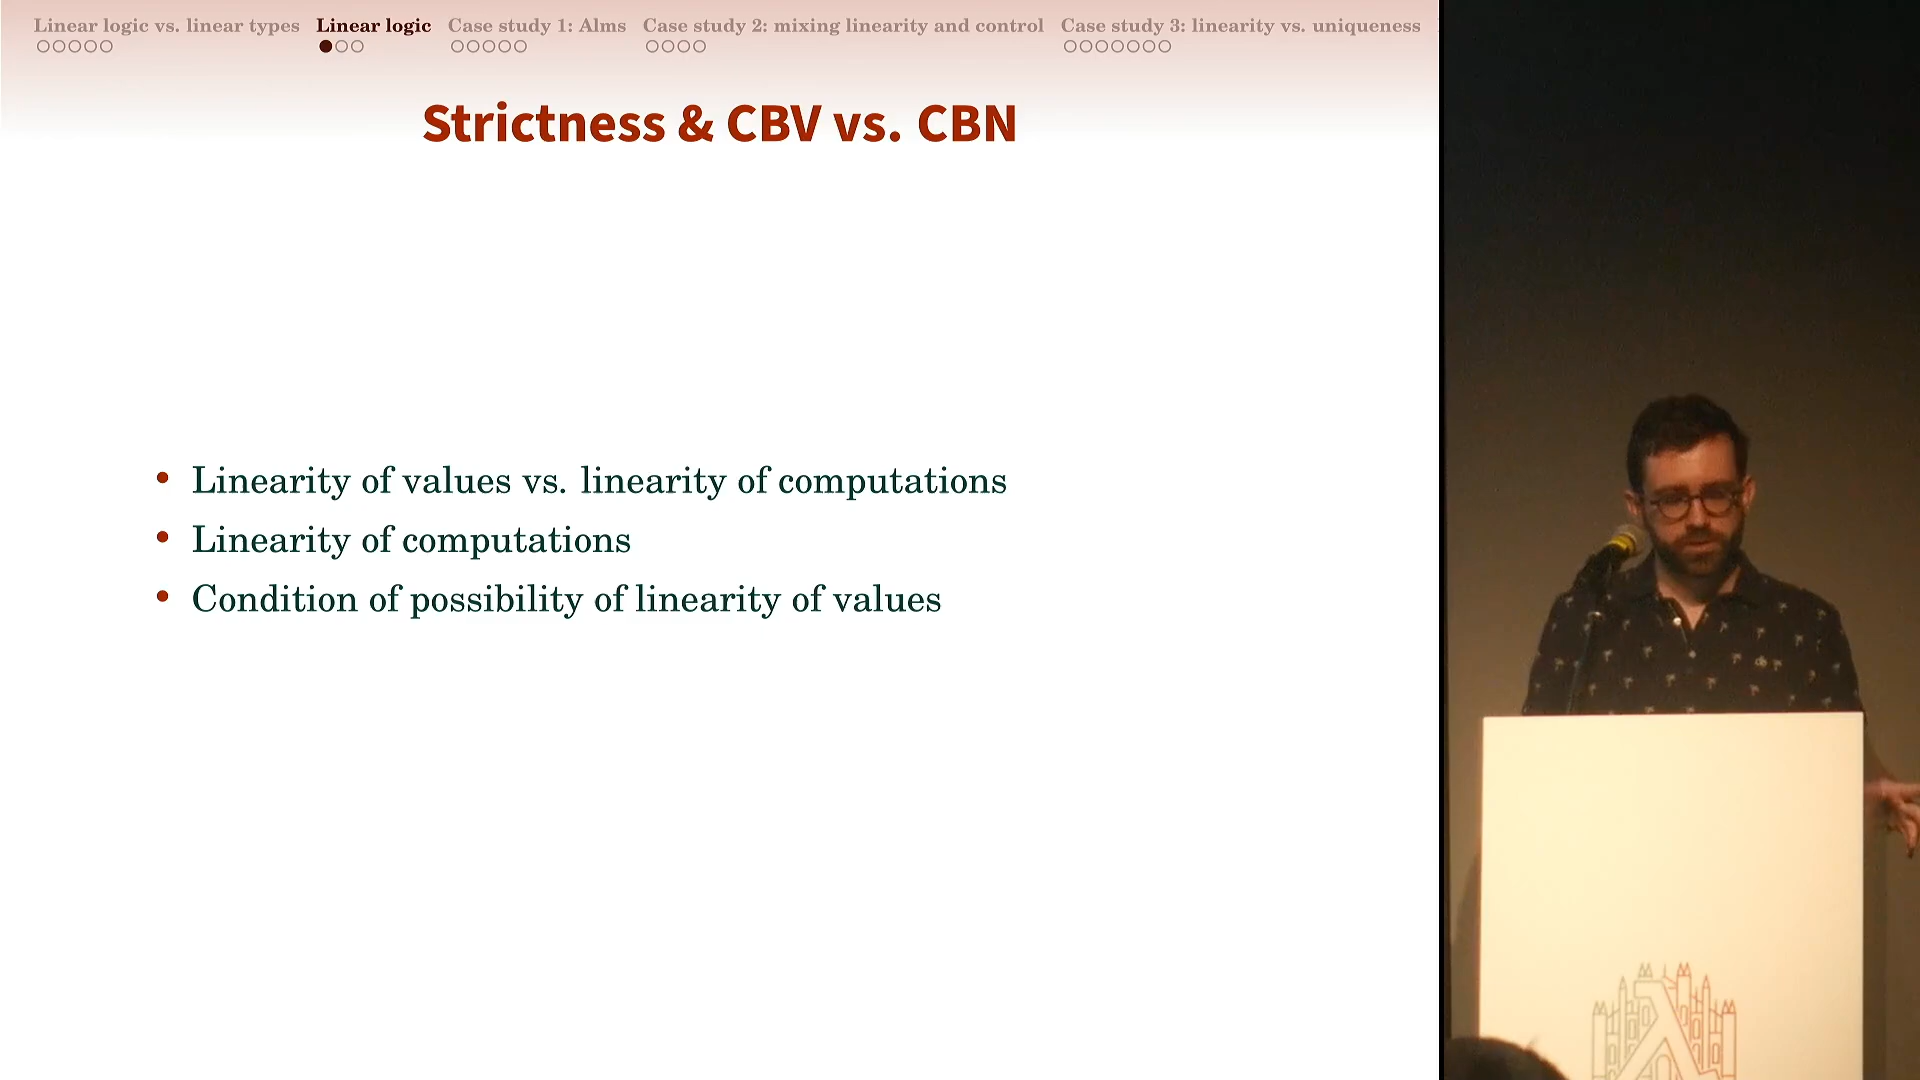 Linear logic vs. linear types Linear logic Case study 1: Alms Case study 2: mixing linearity and control Case study 3: linearity vs. uniqueness
Strictness & CBV vs. CBN
• Linearity of values vs. linearity of computations
• Linearity of computations
• Condition of possibility of linearity of values